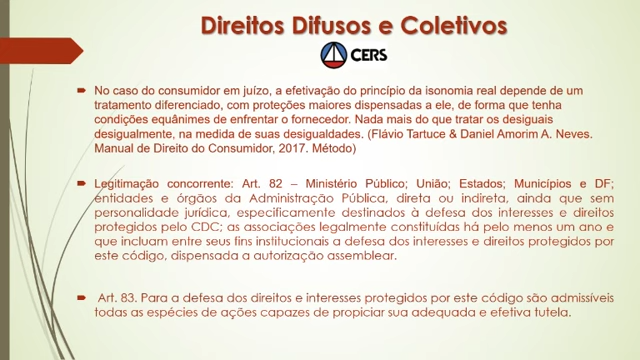 Direitos Difusos e Coletivos
CERS
No caso do consumidor em juízo, a efetivação do princípio da isonomia real depende de um
tratamento diferenciado, com proteções maiores dispensadas a ele, de forma que tenha
condições equânimes de enfrentar o fornecedor. Nada mais do que tratar os desiguais
desigualmente, na medida de suas desigualdades. (Flávio Tartuce & Daniel Amorim A. Neves.
Manual de Direito do Consumidor, 2017. Método)
Legitimação concorrente: Art. 82 – Ministério Público; União; Estados; Municípios e DF;
entidades e órgãos da Administração Pública, direta ou indireta, ainda que sem
personalidade jurídica, especificamente destinados à defesa dos interesses e direitos
protegidos pelo CDC; as associações legalmente constituídas há pelo menos um ano e
que incluam entre seus fins institucionais a defesa dos interesses e direitos protegidos por
este código, dispensada a autorização assemblear.
Art. 83. Para a defesa dos direitos e interesses protegidos por este código são admissíveis
todas as espécies de ações capazes de propiciar sua adequada e efetiva tutela.